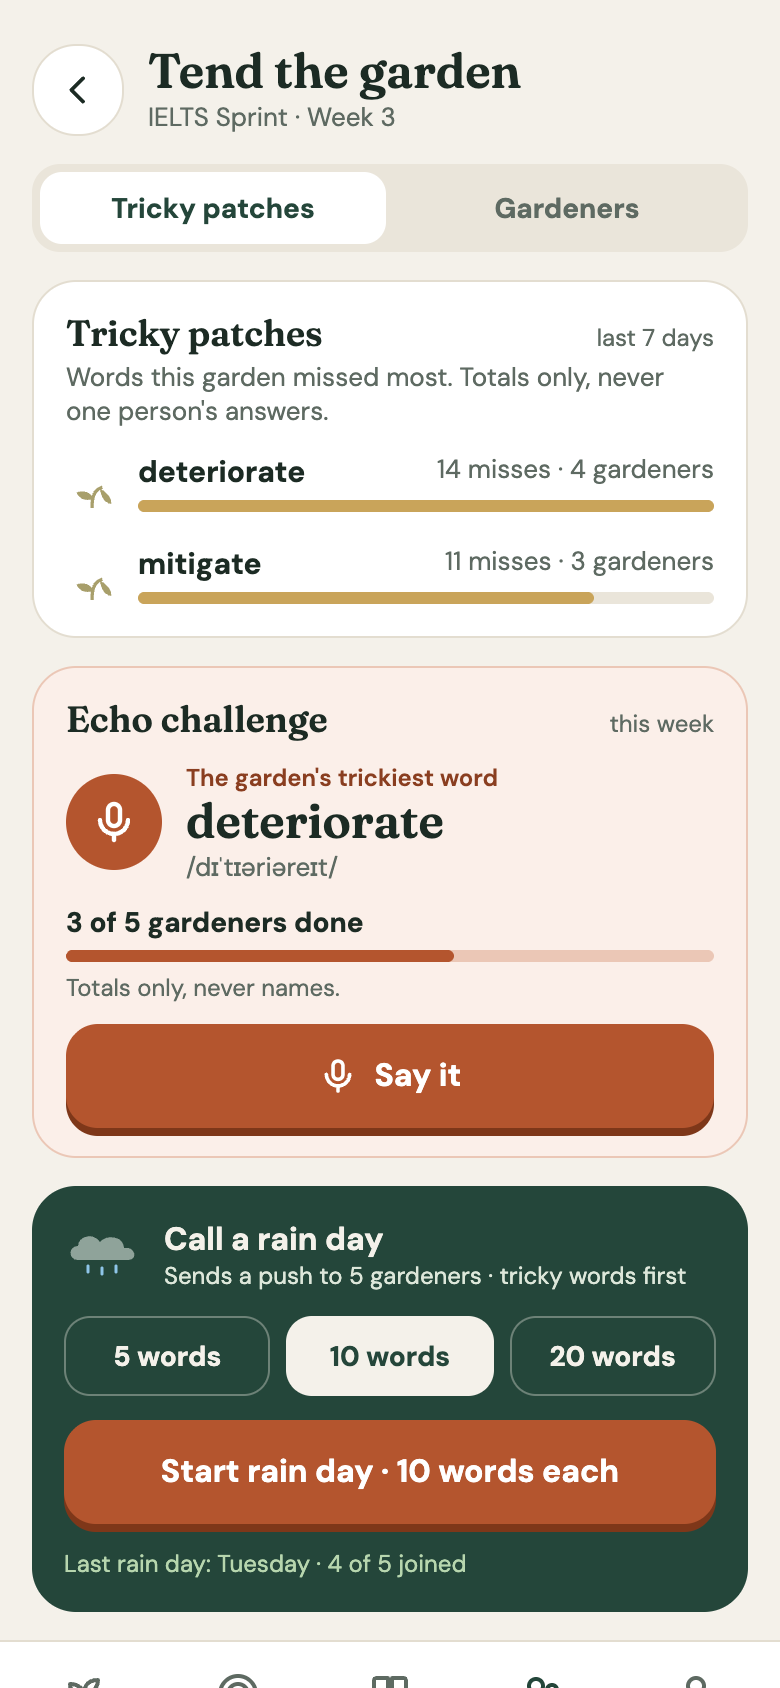 Tend the garden
IELTS Sprint · Week 3
Tricky patches
Gardeners
Tricky patches
last 7 days
Words this garden missed most. Totals only, never
one person's answers.
deteriorate
14 misses · 4 gardeners
mitigate
11 misses · 3 gardeners
Echo challenge
this week
The garden's trickiest word
deteriorate
/dɪˈtɪəriəreɪt/
3 of 5 gardeners done
Totals only, never names.
Say it
Call a rain day
Sends a push to 5 gardeners · tricky words first
5 words
10 words
20 words
Start rain day · 10 words each
Last rain day: Tuesday · 4 of 5 joined